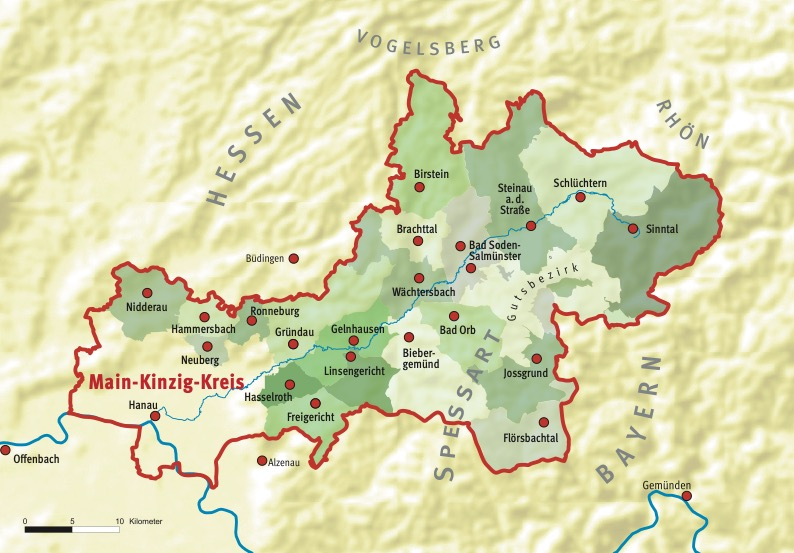 VOGELSBERG
HESSEN
RHÖN
Birstein
Steinau
a. d.
Straße
Schlüchtern
Brachttal
Sinntal
Bad Soden-
Salmünster
Büdingen
Gutsbezirk
Wächtersbach
Nidderau
Ronneburg
Hammersbach
Gründau
Gelnhausen
Bad Orb
Neuberg
Bieber-
gemünd
SPESSART
Linsengericht
Jossgrund
Main-Kinzig-Kreis
Hasselroth
BAYERN
Hanau
Freigericht
Flörsbachtal
Offenbach
Alzenau
Gemünden
0 5 10 Kilometer